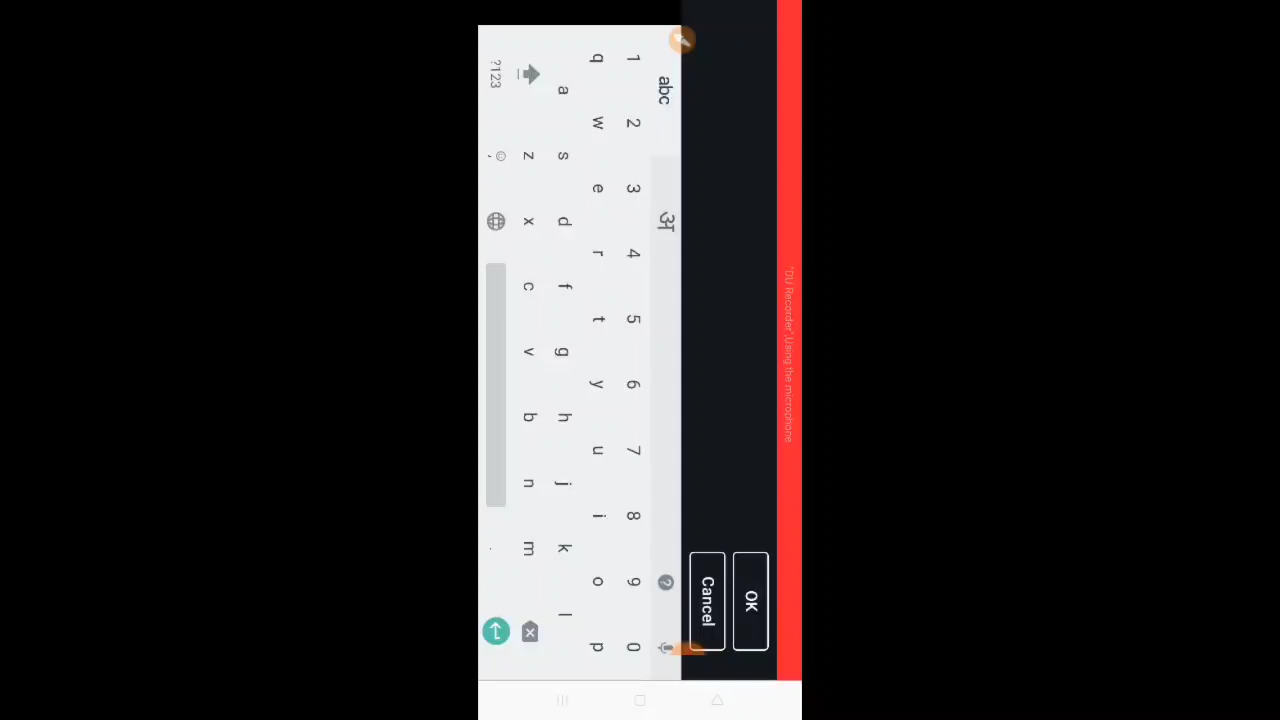 "DU Recorder",Using the microphone
OK
Cancel
abc अ
1 2 3 4 5 6 7 8 9 0
q w e r t y u i o p
a s d f g h j k l
z x c v b n m
?123 , .